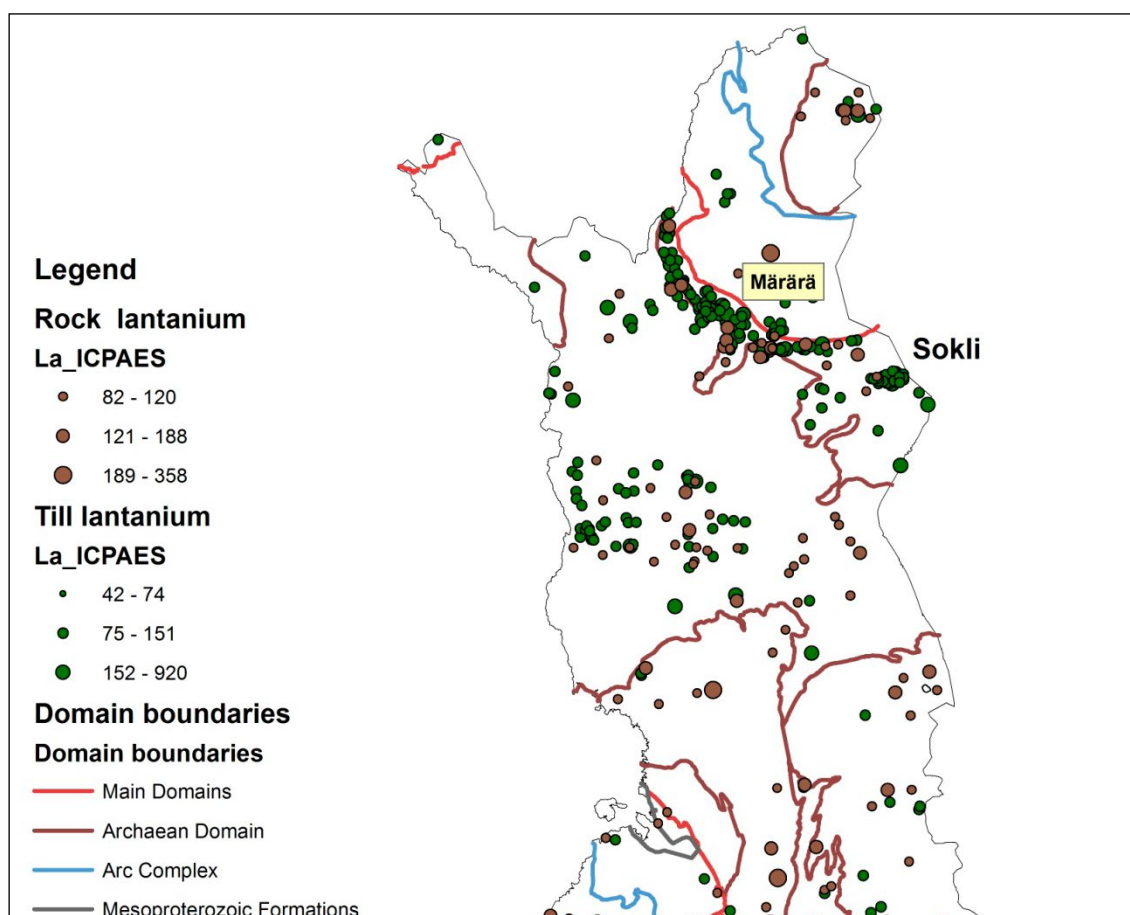 Märärä
Sokli
Legend
Rock lantanium
La_ICPAES
82 - 120
121 - 188
189 - 358
Till lantanium
La_ICPAES
42 - 74
75 - 151
152 - 920
Domain boundaries
Domain boundaries
Main Domains
Archaean Domain
Arc Complex
Mesoproterozoic Formations